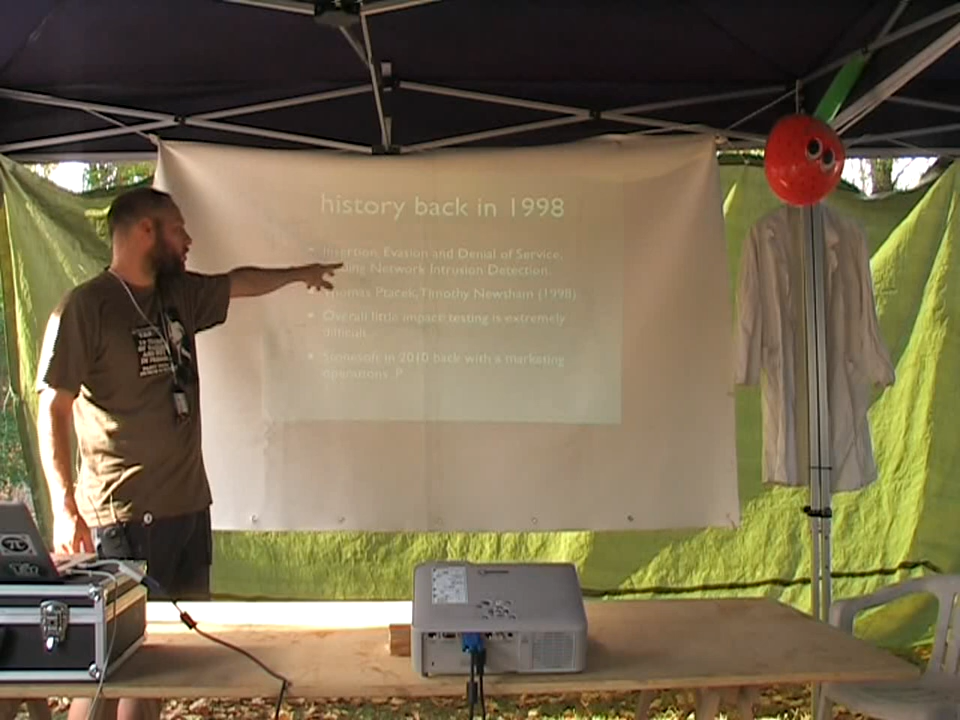 history back in 1998
Insertion, Evasion and Denial of Service,
Network Intrusion Detection.
Thomas Ptacek, Timothy Newsham (1998)
Overall little impact testing is extremely
difficult.
Stonesoft in 2010 back with a marketing
operations :P